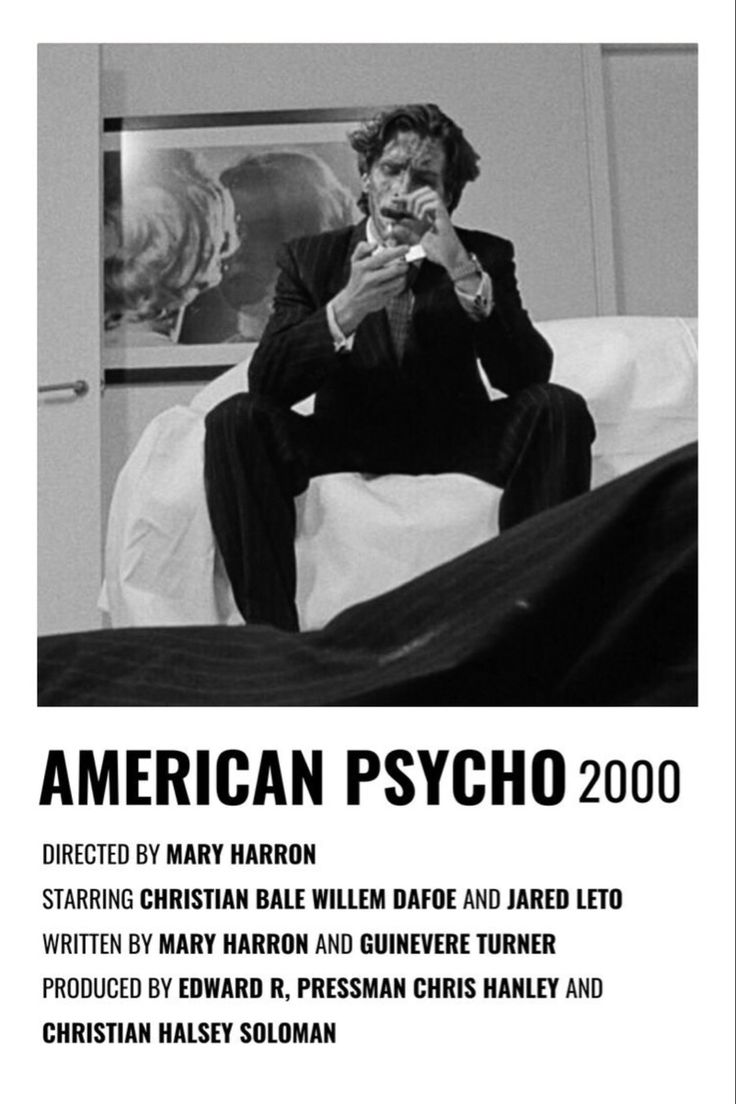 AMERICAN PSYCHO 2000
DIRECTED BY MARY HARRON
STARRING CHRISTIAN BALE WILLEM DAFOE AND JARED LETO
WRITTEN BY MARY HARRON AND GUINEVERE TURNER
PRODUCED BY EDWARD R, PRESSMAN CHRIS HANLEY AND
CHRISTIAN HALSEY SOLOMAN